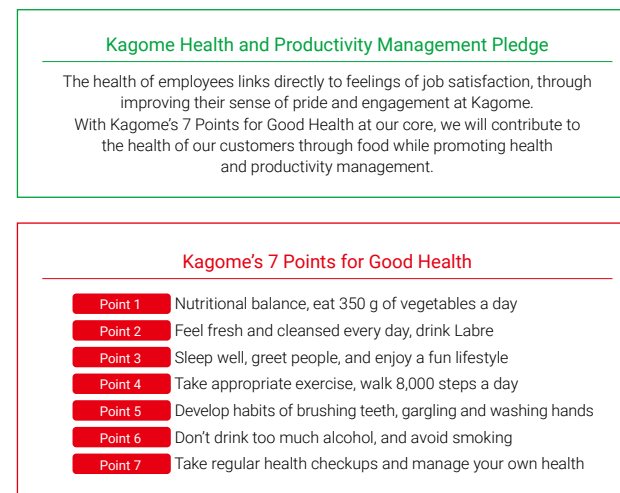 Kagome Health and Productivity Management Pledge
The health of employees links directly to feelings of job satisfaction, through
improving their sense of pride and engagement at Kagome.
With Kagome's 7 Points for Good Health at our core, we will contribute to
the health of our customers through food while promoting health
and productivity management.
Kagome's 7 Points for Good Health
Point 1 Nutritional balance, eat 350 g of vegetables a day
Point 2 Feel fresh and cleansed every day, drink Labre
Point 3 Sleep well, greet people, and enjoy a fun lifestyle
Point 4 Take appropriate exercise, walk 8,000 steps a day
Point 5 Develop habits of brushing teeth, gargling and washing hands
Point 6 Don't drink too much alcohol, and avoid smoking
Point 7 Take regular health checkups and manage your own health